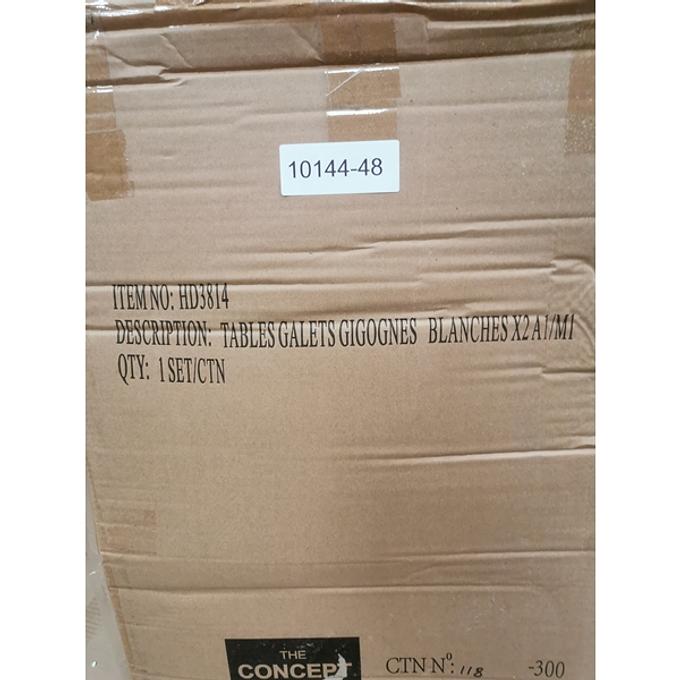 10144-48
ITEM NO: HD3814
DESCRIPTION: TABLES GALETS GIGOGNES BLANCHES X2 A1/M1
QTY: 1 SET/CTN
THE
CONCEPT
CTN Nº: 118 -300